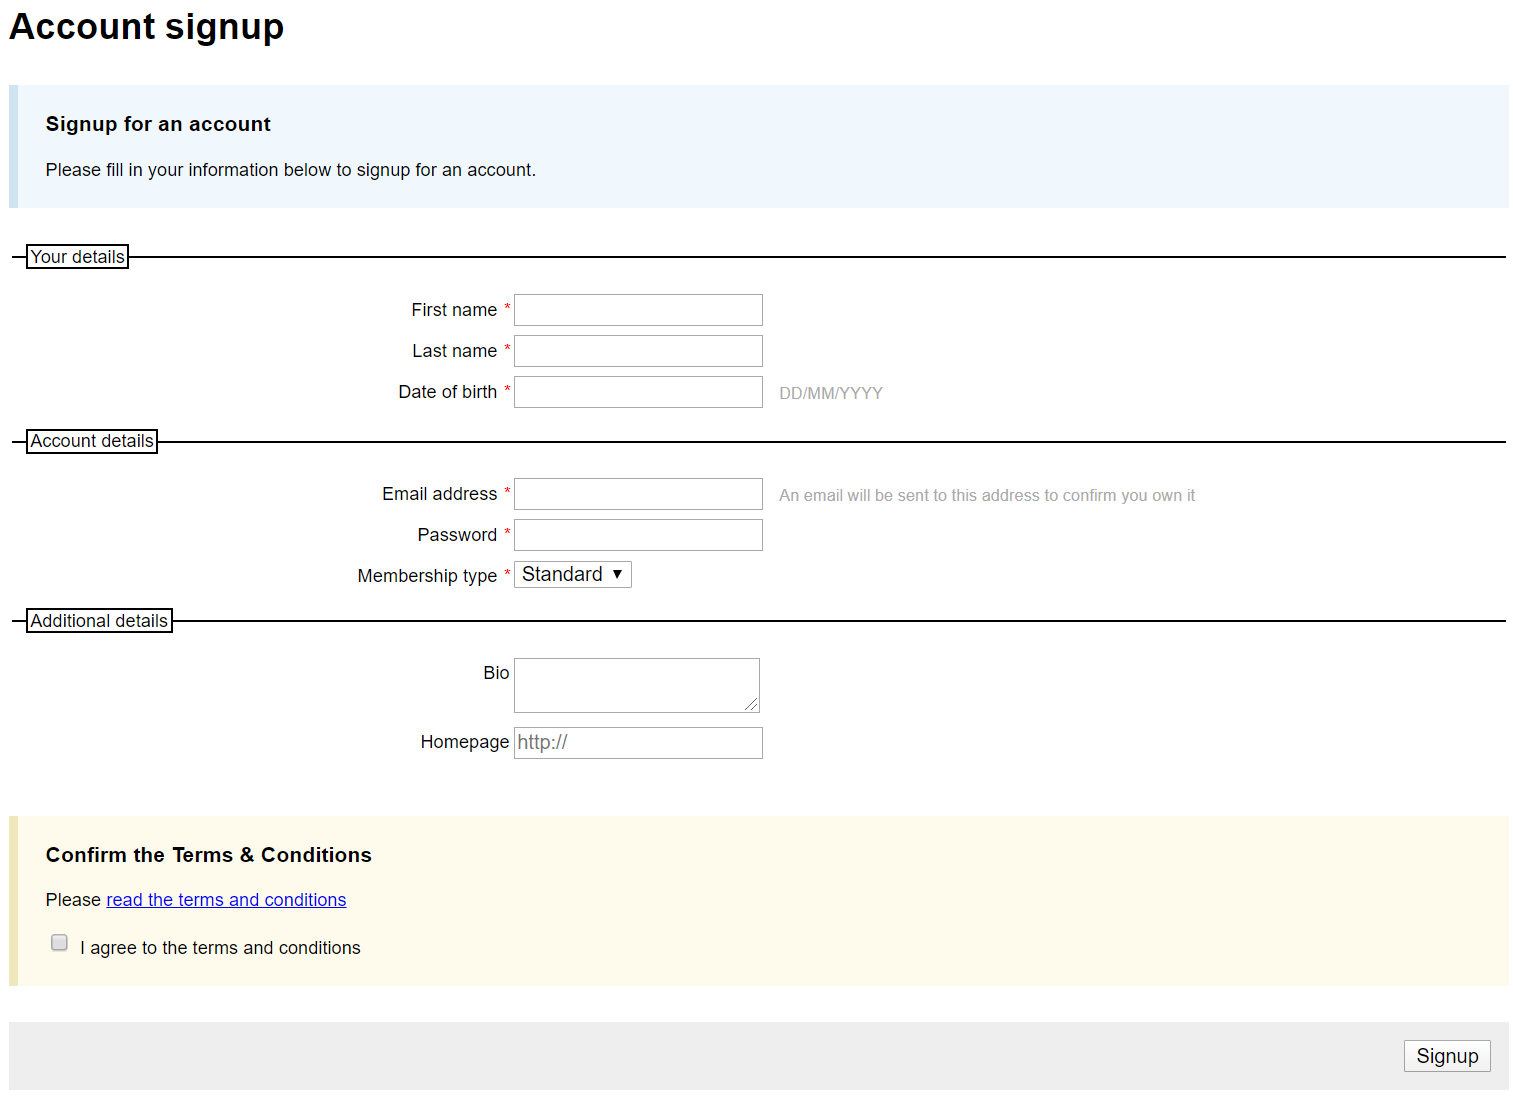 Account signup
Signup for an account
Please fill in your information below to signup for an account.
Your details
First name *
Last name *
Date of birth * DD/MM/YYYY
Account details
Email address * An email will be sent to this address to confirm you own it
Password *
Membership type * Standard ▼
Additional details
Bio
Homepage http://
Confirm the Terms & Conditions
Please read the terms and conditions
I agree to the terms and conditions
Signup